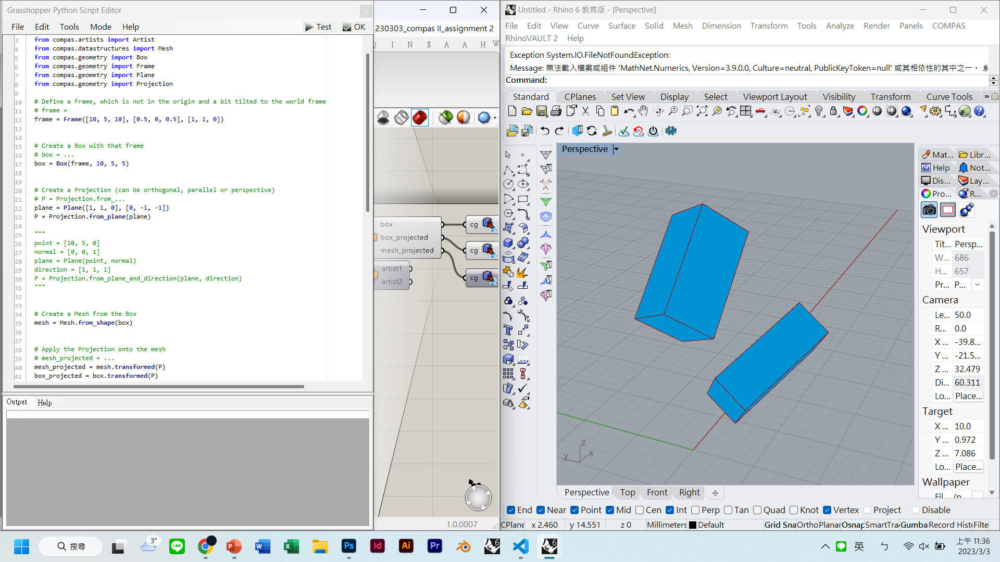 Grasshopper Python Script Editor
File Edit Tools Mode Help Test OK
3 from compas.artists import Artist
4 from compas.datastructures import Mesh
5 from compas.geometry import Box
6 from compas.geometry import Frame
7 from compas.geometry import Plane
8 from compas.geometry import Projection
9
10 # Define a Frame, which is not in the origin and a bit tilted to the world frame
11 # frame =
12 frame = Frame([10, 5, 10], [0.5, 0, 0.5], [1, 1, 0])
13
14
15 # Create a Box with that frame
16 # box = ...
17 box = Box(frame, 10, 5, 5)
18
19
20 # Create a Projection (can be orthogonal, parallel or perspective)
21 # P = Projection.from_...
22 plane = Plane([1, 1, 0], [0, -1, -1])
23 P = Projection.from_plane(plane)
24
25 """
26 point = [10, 5, 0]
27 normal = [0, 0, 1]
28 plane = Plane(point, normal)
29 direction = [1, 1, 1]
30 P = Projection.from_plane_and_direction(plane, direction)
31 """
32
33
34 # Create a Mesh from the Box
35 mesh = Mesh.from_shape(box)
36
37
38 # Apply the Projection onto the mesh
39 # mesh_projected = ...
40 mesh_projected = mesh.transformed(P)
41 box_projected = box.transformed(P)
Output Help
230303_compas II_assignment 2
I N $ A A H W
box
box_projected
mesh_projected
artist1
artist2
cg
cg
cg
1.0.0007
Untitled - Rhino 6 教育版 - [Perspective]
File Edit View Curve Surface Solid Mesh Dimension Transform Tools Analyze Render Panels COMPAS
RhinoVAULT 2 Help
Exception System.IO.FileNotFoundException:
Message: 無法載入檔案或組件 'MathNet.Numerics, Version=3.9.0.0, Culture=neutral, PublicKeyToken=null' 或其相依性的其中之一。
Command:
Standard CPlanes Set View Display Select Viewport Layout Visibility Transform Curve Tools »
Perspective
z
y x
Mat... Libr...
Help Not...
Dis... Lay...
Pro... R...
Viewport
Tit... Persp...
W... 686
H... 657
Pr... P...
Camera
Le... 50.0
R... 0.0
X ... -39.8...
Y ... -21.5...
Z ... 32.479
Di... 60.311
Lo... Place...
Target
X ... 10.0
Y ... 0.972
Z ... 7.086
Lo... Place...
Wallpaper
Perspective Top Front Right
End Near Point Mid Cen Int Perp Tan Quad Knot Vertex Project Disable
CPlane x 2.460 y 14.551 z 0 Millimeters Default Grid Sna Ortho Planar Osnap SmartTra Gumba Record Histo Filte
搜尋 3° LINE P W X Ps Id Ai Pr 6 6 英 ㄅ 上午 11:36
2023/3/3